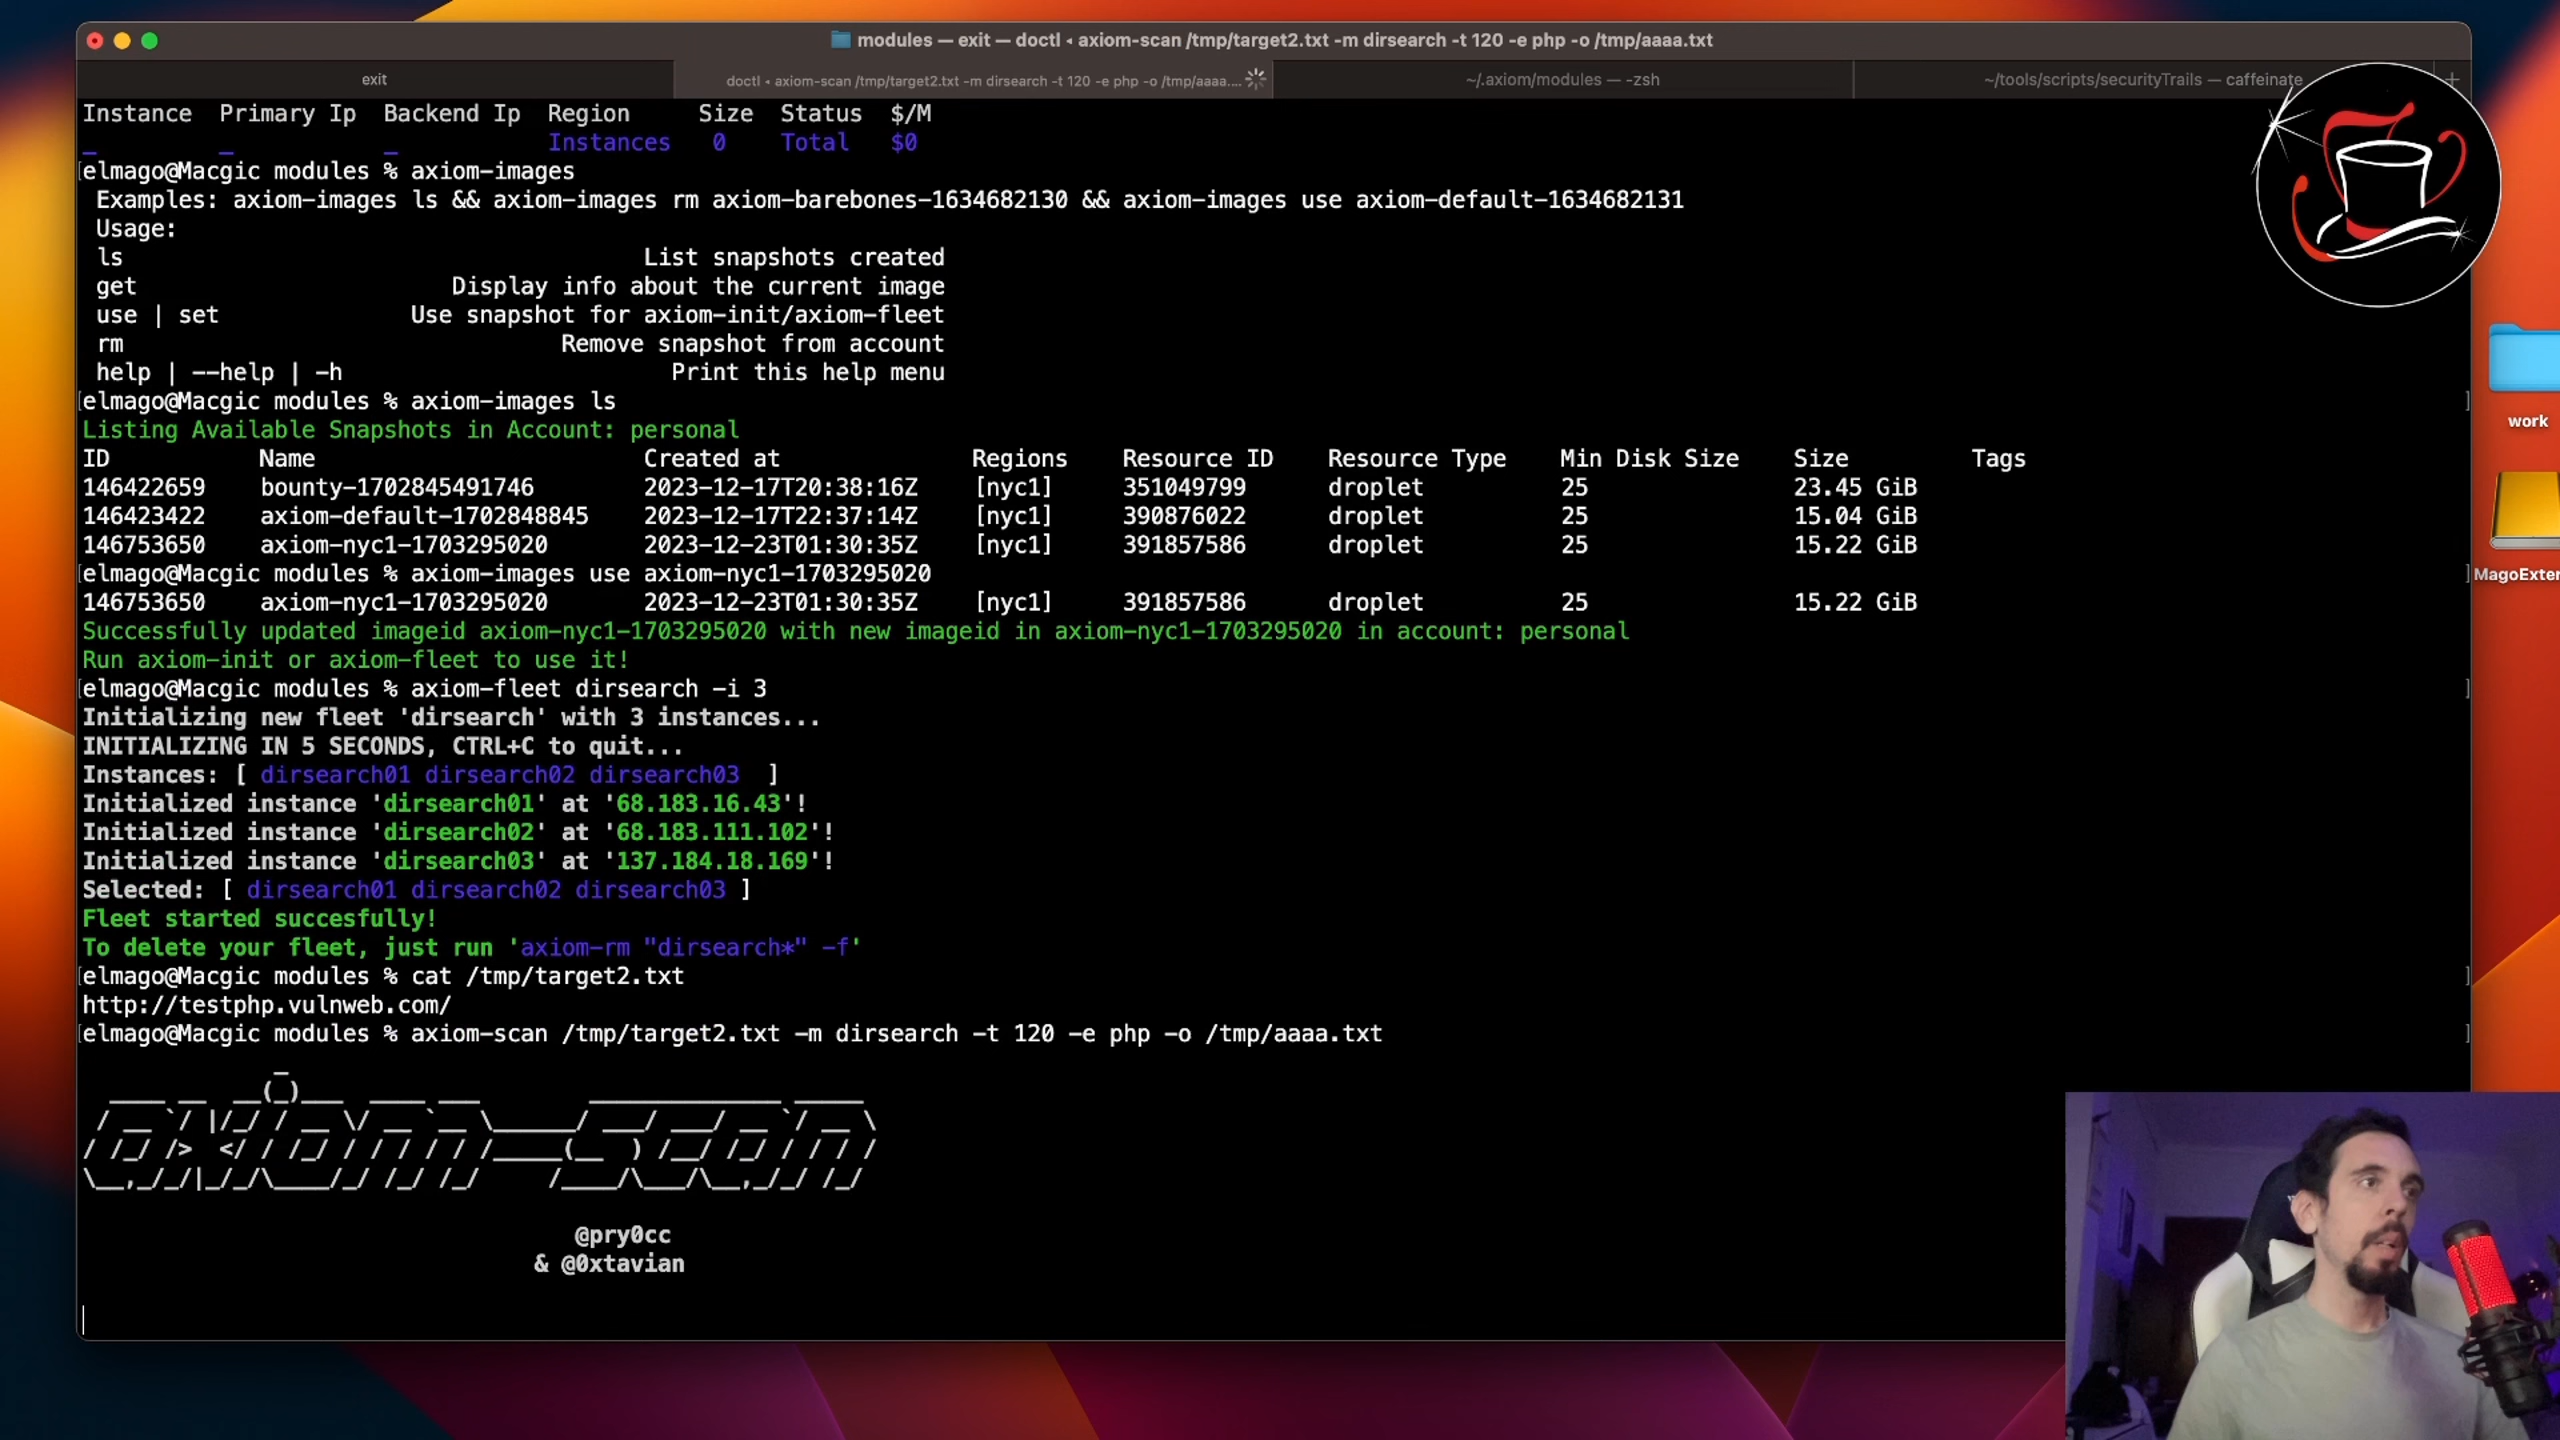 modules — exit — doctl ◂ axiom-scan /tmp/target2.txt -m dirsearch -t 120 -e php -o /tmp/aaaa.txt
exit
doctl ◂ axiom-scan /tmp/target2.txt -m dirsearch -t 120 -e php -o /tmp/aaaa....
~/.axiom/modules — -zsh
~/tools/scripts/securityTrails — caffeinate
Instance  Primary Ip  Backend Ip  Region     Size  Status  $/M
_         _           _           Instances   0    Total   $0
elmago@Macgic modules % axiom-images
Examples: axiom-images ls && axiom-images rm axiom-barebones-1634682130 && axiom-images use axiom-default-1634682131
Usage:
ls                                      List snapshots created
get                       Display info about the current image
use | set              Use snapshot for axiom-init/axiom-fleet
rm                                Remove snapshot from account
help | --help | -h                        Print this help menu
elmago@Macgic modules % axiom-images ls
Listing Available Snapshots in Account: personal
ID           Name                        Created at              Regions    Resource ID    Resource Type    Min Disk Size    Size         Tags
146422659    bounty-1702845491746        2023-12-17T20:38:16Z    [nyc1]     351049799      droplet          25               23.45 GiB
146423422    axiom-default-1702848845    2023-12-17T22:37:14Z    [nyc1]     390876022      droplet          25               15.04 GiB
146753650    axiom-nyc1-1703295020       2023-12-23T01:30:35Z    [nyc1]     391857586      droplet          25               15.22 GiB
elmago@Macgic modules % axiom-images use axiom-nyc1-1703295020
146753650    axiom-nyc1-1703295020       2023-12-23T01:30:35Z    [nyc1]     391857586      droplet          25               15.22 GiB
Successfully updated imageid axiom-nyc1-1703295020 with new imageid in axiom-nyc1-1703295020 in account: personal
Run axiom-init or axiom-fleet to use it!
elmago@Macgic modules % axiom-fleet dirsearch -i 3
Initializing new fleet 'dirsearch' with 3 instances...
INITIALIZING IN 5 SECONDS, CTRL+C to quit...
Instances: [ dirsearch01 dirsearch02 dirsearch03  ]
Initialized instance 'dirsearch01' at '68.183.16.43'!
Initialized instance 'dirsearch02' at '68.183.111.102'!
Initialized instance 'dirsearch03' at '137.184.18.169'!
Selected: [ dirsearch01 dirsearch02 dirsearch03 ]
Fleet started succesfully!
To delete your fleet, just run 'axiom-rm "dirsearch*" -f'
elmago@Macgic modules % cat /tmp/target2.txt
http://testphp.vulnweb.com/
elmago@Macgic modules % axiom-scan /tmp/target2.txt -m dirsearch -t 120 -e php -o /tmp/aaaa.txt
axiom-scan
@pry0cc
& @0xtavian
work
MagoExter